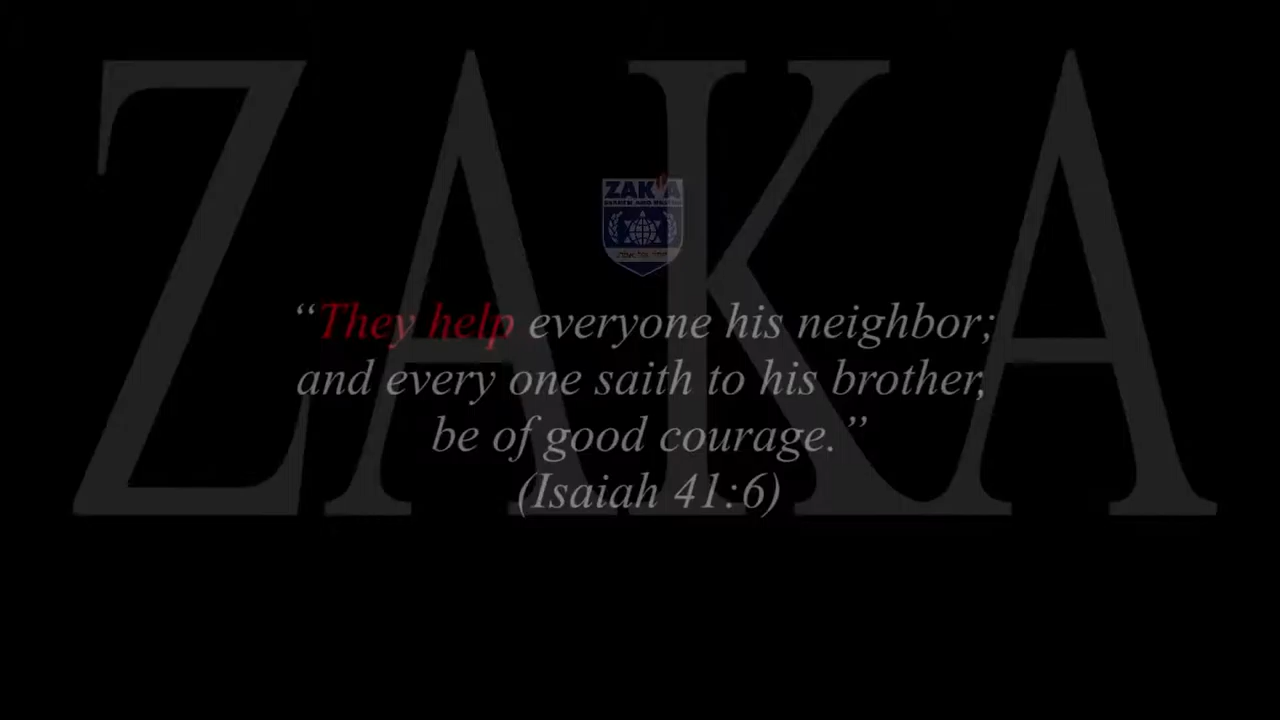 ZAKA
ZAKA
“They help everyone his neighbor;
and every one saith to his brother,
be of good courage.”
(Isaiah 41:6)